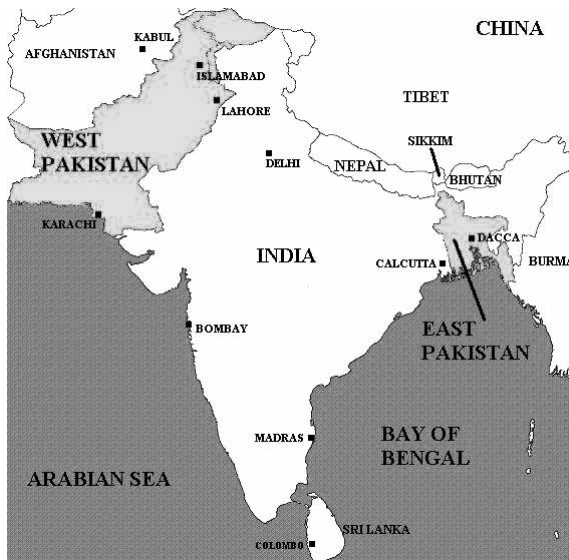 CHINA
KABUL
AFGHANISTAN
ISLAMABAD
TIBET
LAHORE
WEST
PAKISTAN
SIKKIM
DELHI
NEPAL
BHUTAN
KARACHI
DACCA
INDIA
CALCUTTA
BURMA
BOMBAY
EAST
PAKISTAN
MADRAS
BAY OF
BENGAL
ARABIAN SEA
SRI LANKA
COLOMBO